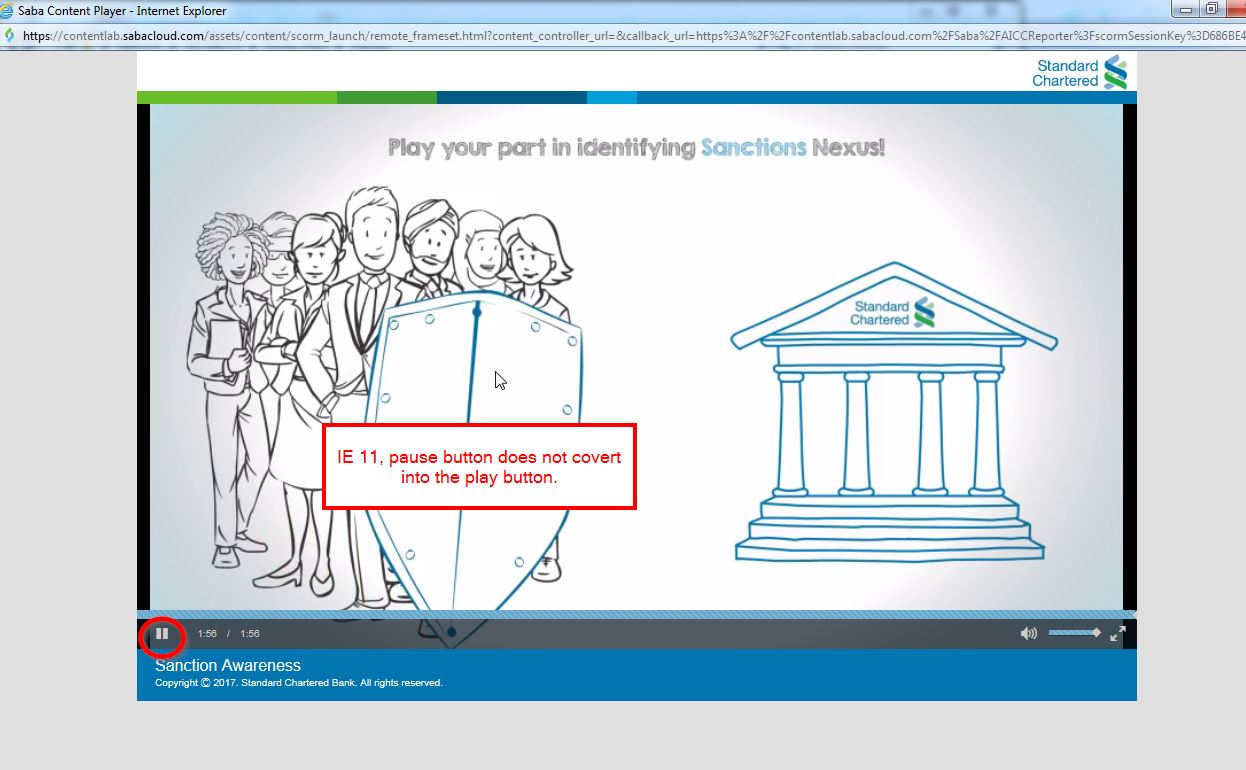 Saba Content Player - Internet Explorer
https://contentlab.sabacloud.com/assets/content/scorm_launch/remote_frameset.html?content_controller_url=&callback_url=https%3A%2F%2Fcontentlab.sabacloud.com%2FSaba%2FAICCReporter%3FscormSessionKey%3D686BE4
Standard
Chartered
Play your part in identifying Sanctions Nexus!
Standard
Chartered
IE 11, pause button does not covert
into the play button.
1:56 / 1:56
Sanction Awareness
Copyright © 2017. Standard Chartered Bank. All rights reserved.